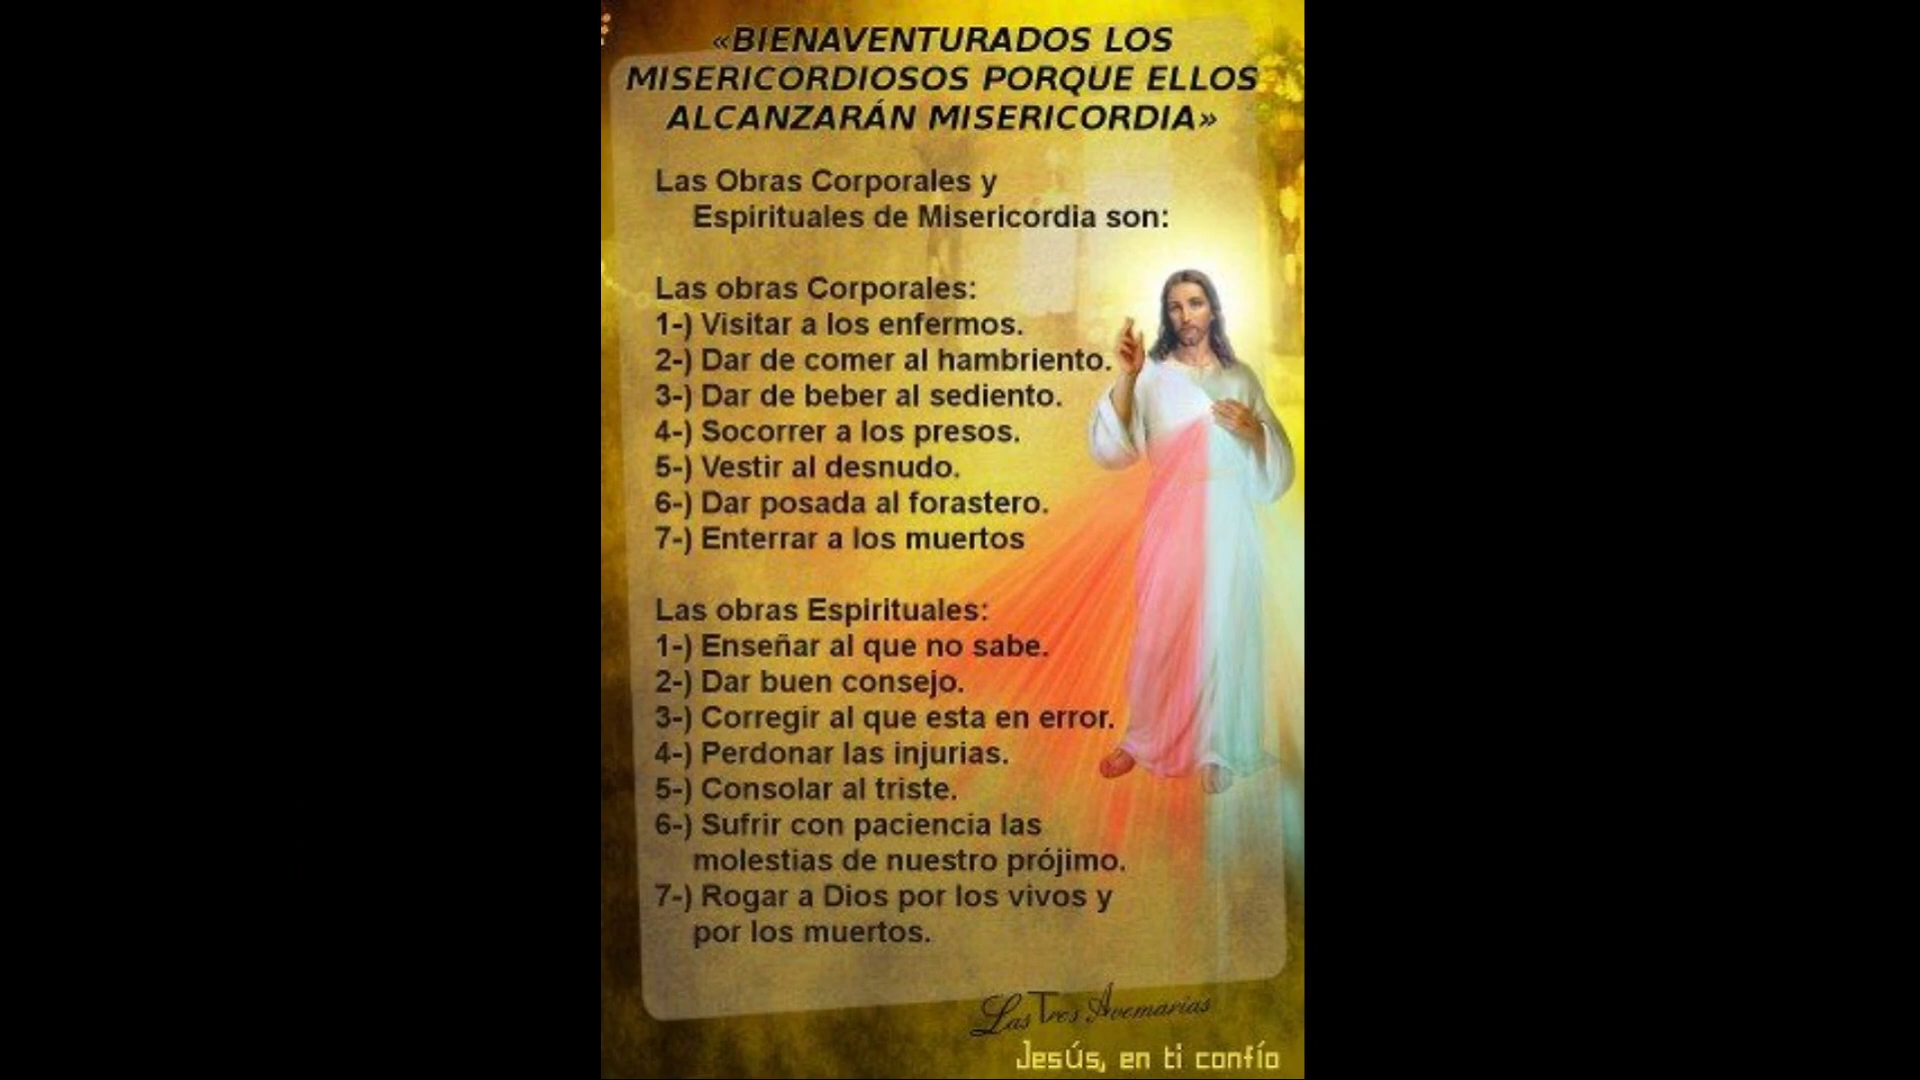 «BIENAVENTURADOS LOS
MISERICORDIOSOS PORQUE ELLOS
ALCANZARÁN MISERICORDIA»
Las Obras Corporales y
Espirituales de Misericordia son:
Las obras Corporales:
1-) Visitar a los enfermos.
2-) Dar de comer al hambriento.
3-) Dar de beber al sediento.
4-) Socorrer a los presos.
5-) Vestir al desnudo.
6-) Dar posada al forastero.
7-) Enterrar a los muertos
Las obras Espirituales:
1-) Enseñar al que no sabe.
2-) Dar buen consejo.
3-) Corregir al que esta en error.
4-) Perdonar las injurias.
5-) Consolar al triste.
6-) Sufrir con paciencia las
molestias de nuestro prójimo.
7-) Rogar a Dios por los vivos y
por los muertos.
Las Tres Avemarías
Jesús, en ti confío